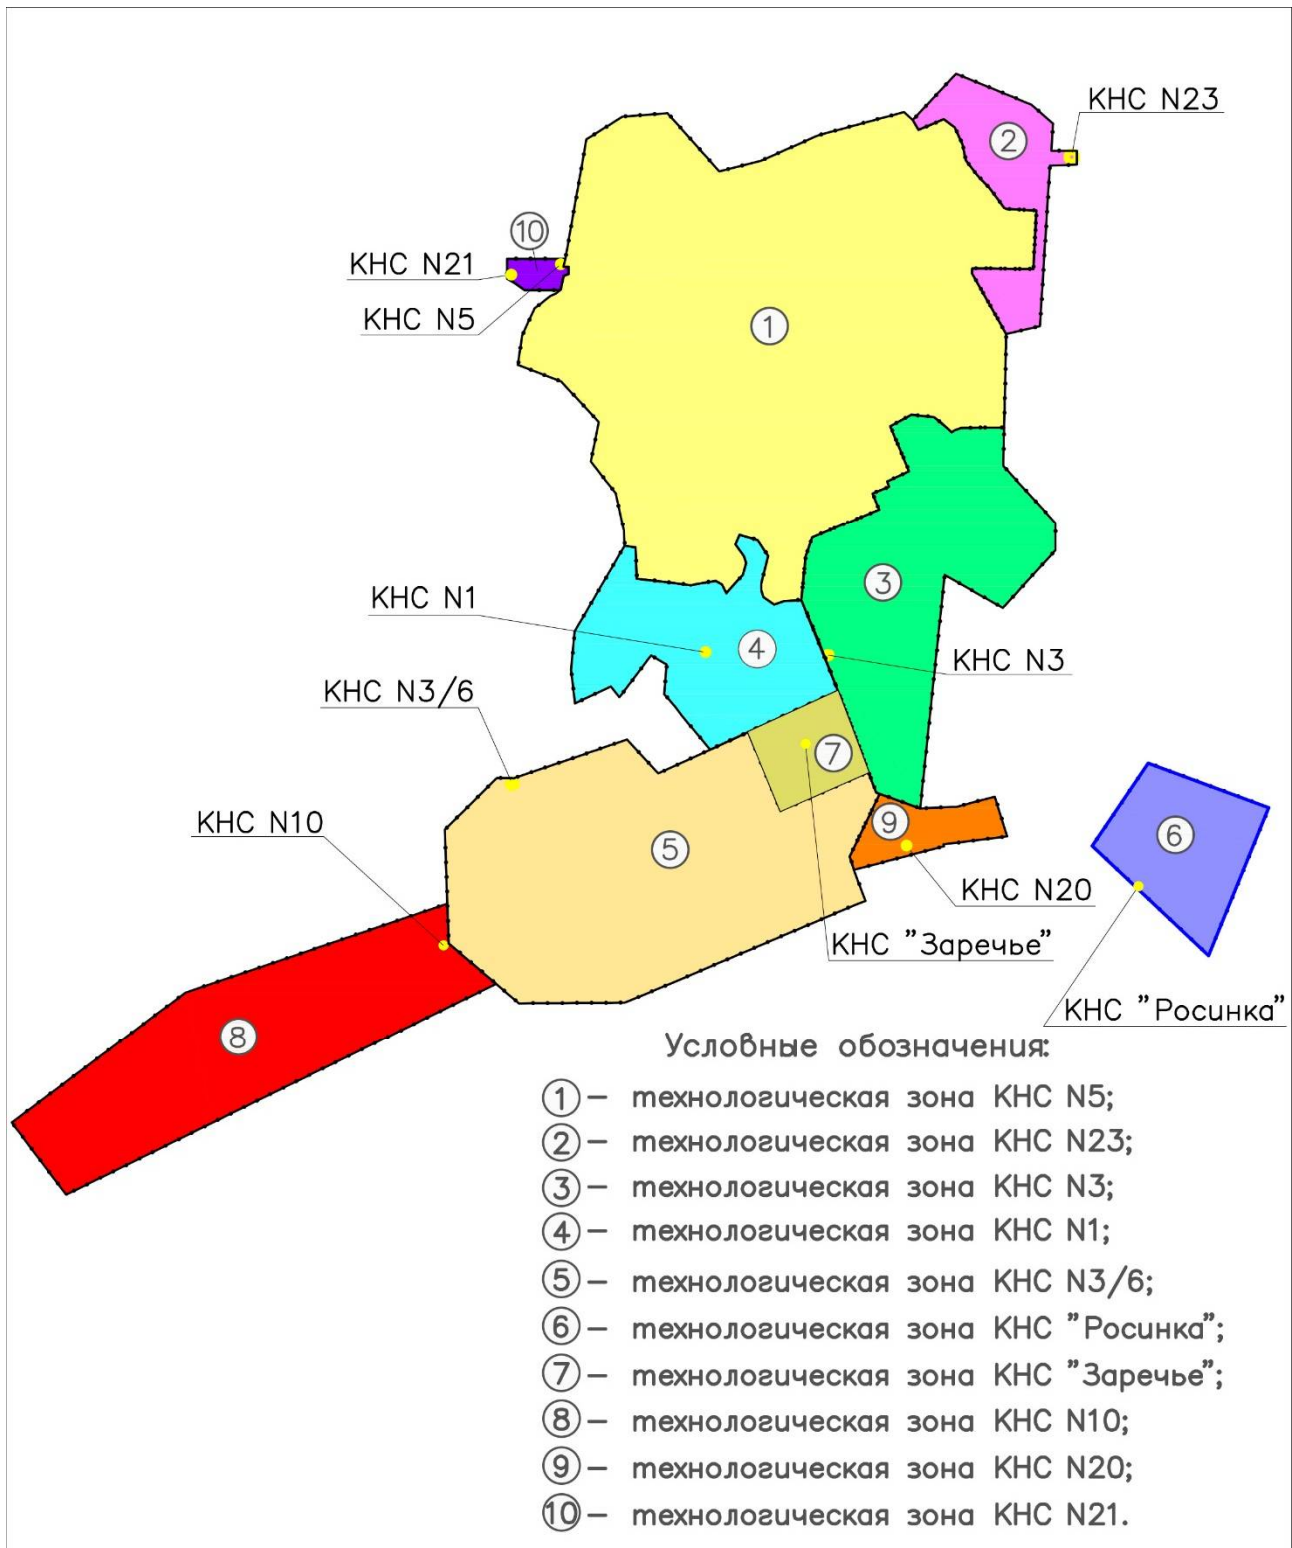 КНС N23
2
10
КНС N21
КНС N5
1
3
КНС N1
4
КНС N3
КНС N3/6
7
КНС N10
9
5
6
КНС N20
КНС "Заречье"
КНС "Росинка"
8
Условные обозначения:
1 – технологическая зона КНС N5;
2 – технологическая зона КНС N23;
3 – технологическая зона КНС N3;
4 – технологическая зона КНС N1;
5 – технологическая зона КНС N3/6;
6 – технологическая зона КНС "Росинка";
7 – технологическая зона КНС "Заречье";
8 – технологическая зона КНС N10;
9 – технологическая зона КНС N20;
10 – технологическая зона КНС N21.